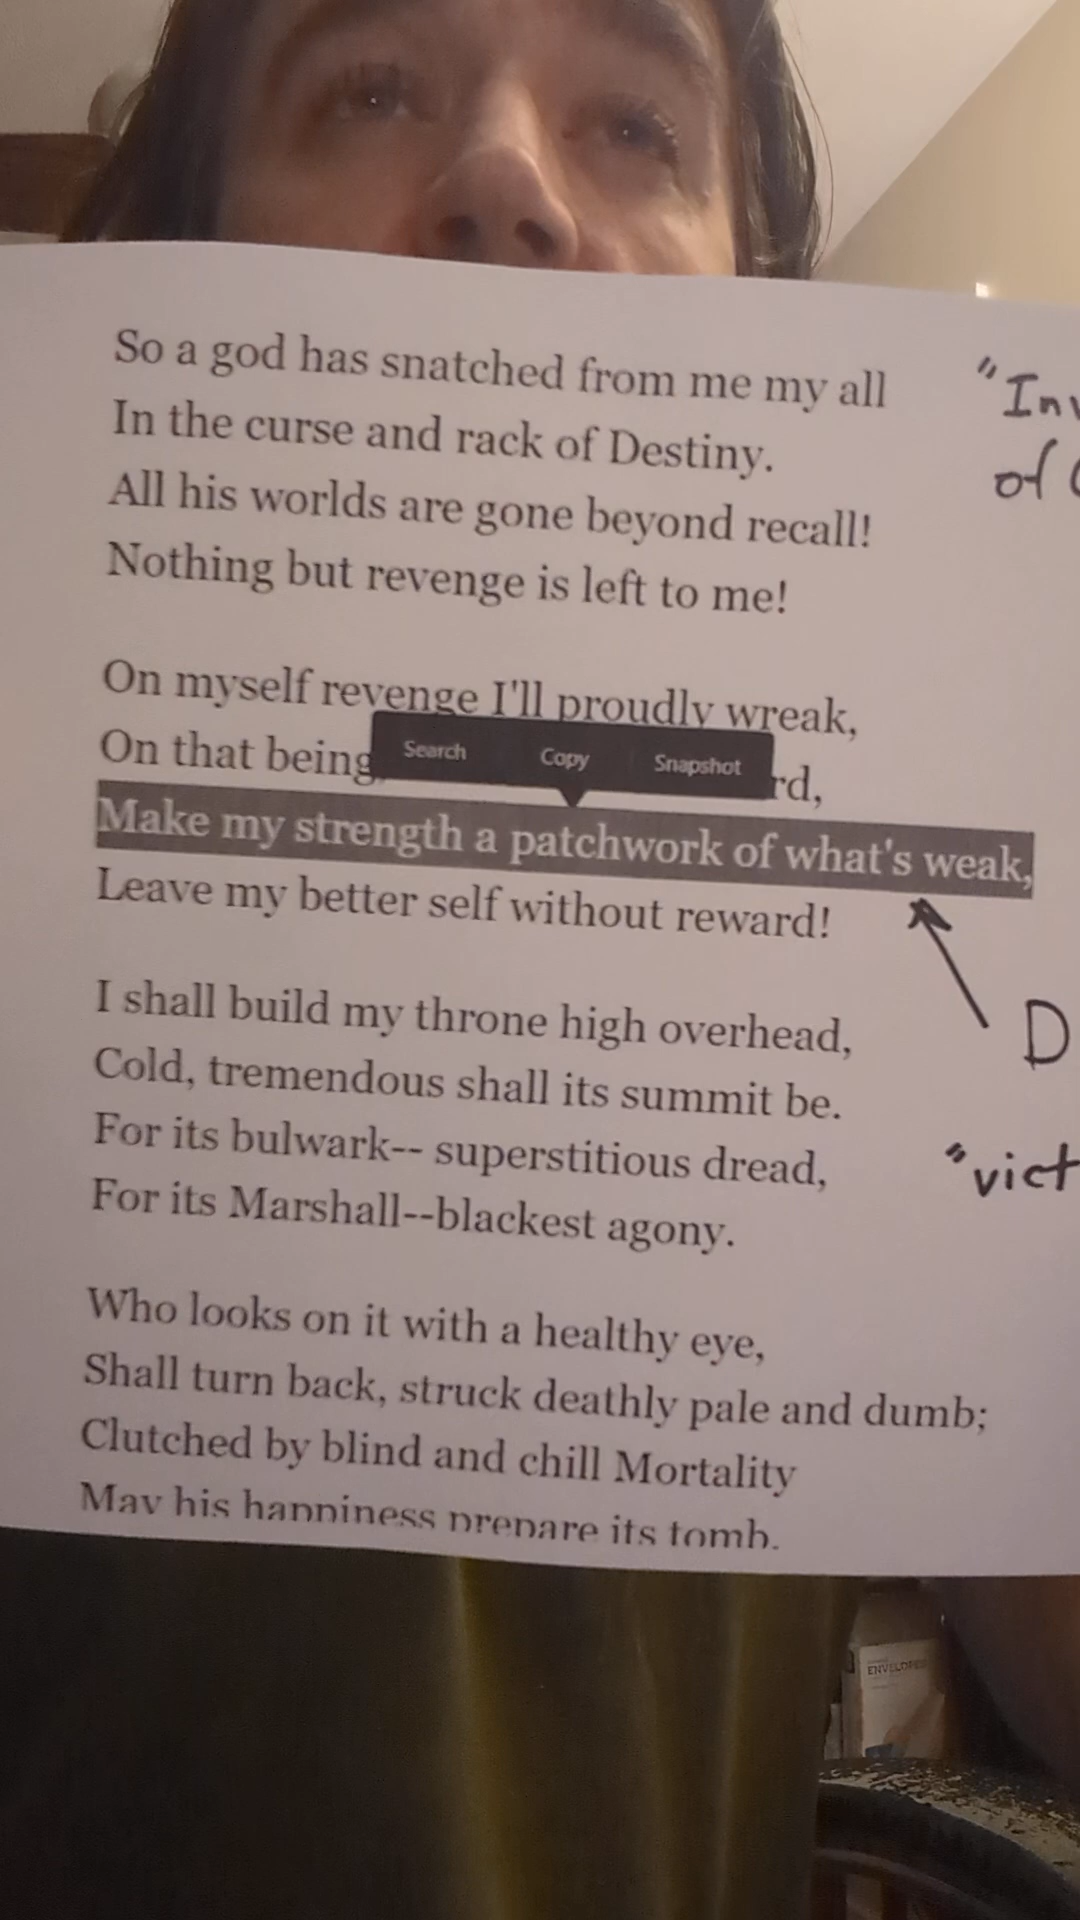 So a god has snatched from me my all
In the curse and rack of Destiny.
All his worlds are gone beyond recall!
Nothing but revenge is left to me!
On myself revenge I'll proudly wreak,
On that being
Search Copy Snapshot
rd,
Make my strength a patchwork of what's weak,
Leave my better self without reward!
I shall build my throne high overhead,
Cold, tremendous shall its summit be.
For its bulwark-- superstitious dread,
For its Marshall--blackest agony.
Who looks on it with a healthy eye,
Shall turn back, struck deathly pale and dumb;
Clutched by blind and chill Mortality
May his happiness prepare its tomb.
"Inv
of
D
"vict
ENVELOPES